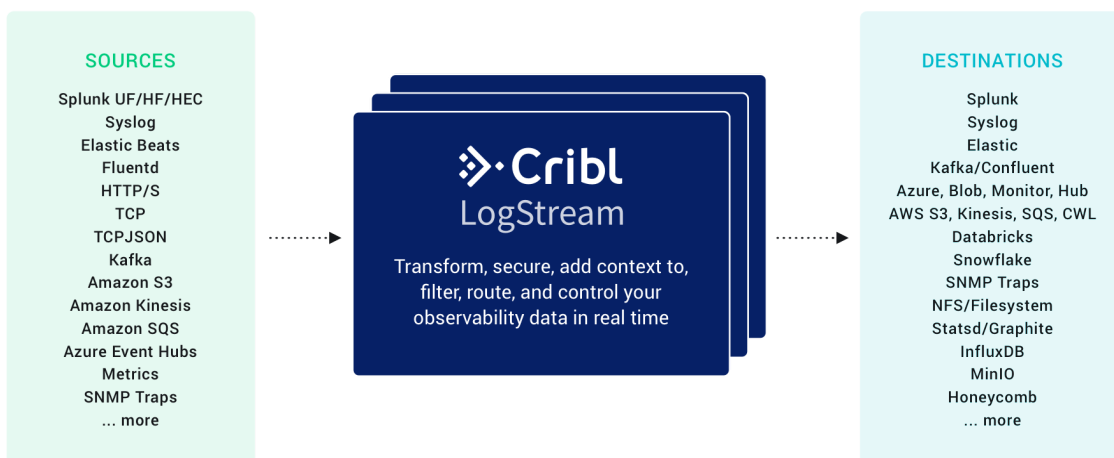 SOURCES
Splunk UF/HF/HEC
Syslog
Elastic Beats
Fluentd
HTTP/S
TCP
TCPJSON
Kafka
Amazon S3
Amazon Kinesis
Amazon SQS
Azure Event Hubs
Metrics
SNMP Traps
... more
Cribl
LogStream
Transform, secure, add context to,
filter, route, and control your
observability data in real time
DESTINATIONS
Splunk
Syslog
Elastic
Kafka/Confluent
Azure, Blob, Monitor, Hub
AWS S3, Kinesis, SQS, CWL
Databricks
Snowflake
SNMP Traps
NFS/Filesystem
Statsd/Graphite
InfluxDB
MinIO
Honeycomb
... more